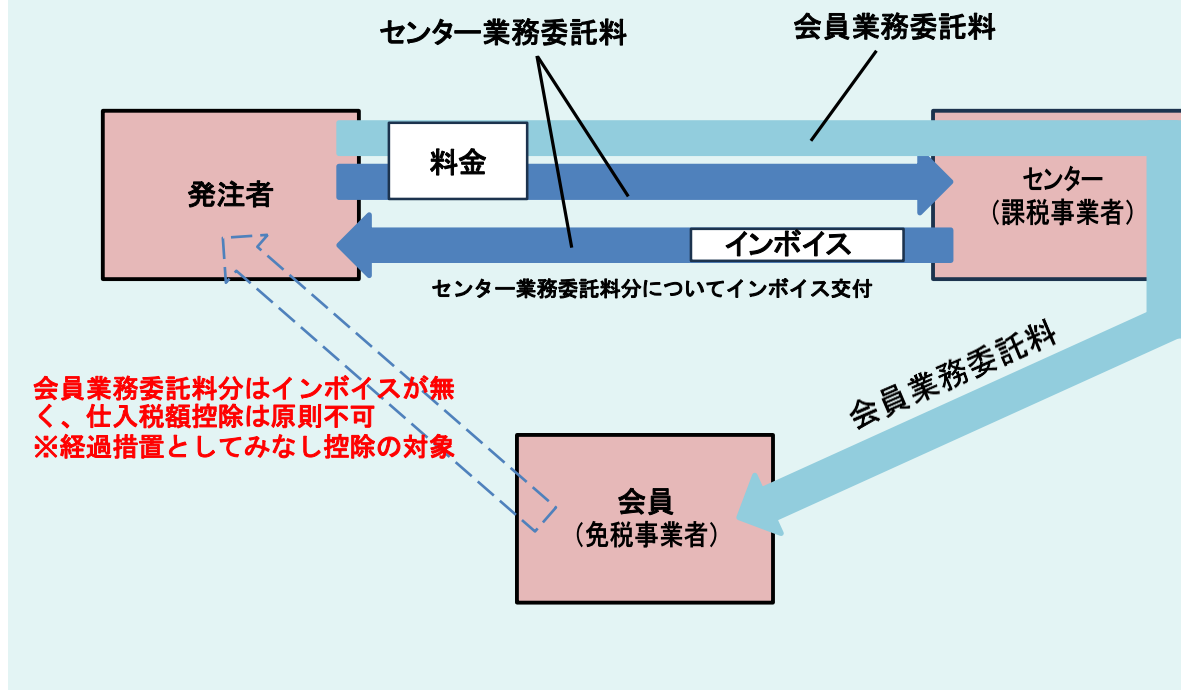 センター業務委託料
会員業務委託料
料金
発注者
センター
（課税事業者）
インボイス
センター業務委託料分についてインボイス交付
会員業務委託料
会員業務委託料分はインボイスが無
く、仕入税額控除は原則不可
※経過措置としてみなし控除の対象
会員
（免税事業者）